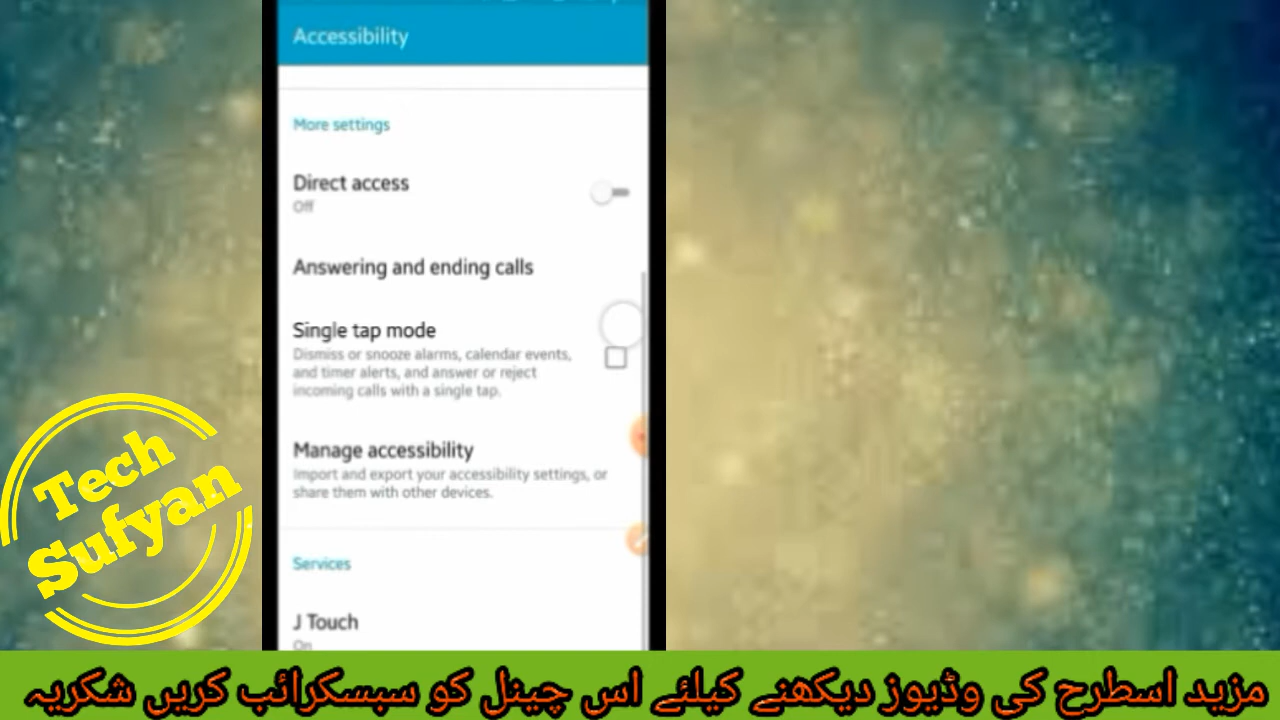 Accessibility
More settings
Direct access
Off
Answering and ending calls
Single tap mode
Dismiss or snooze alarms, calendar events,
and timer alerts, and answer or reject
incoming calls with a single tap.
Manage accessibility
Import and export your accessibility settings, or
share them with other devices.
Services
J Touch
On
Tech
Sufyan
مزید اسطرح کی وڈیوز دیکھنے کیلئے اس چینل کو سبسکرائب کریں شکریہ